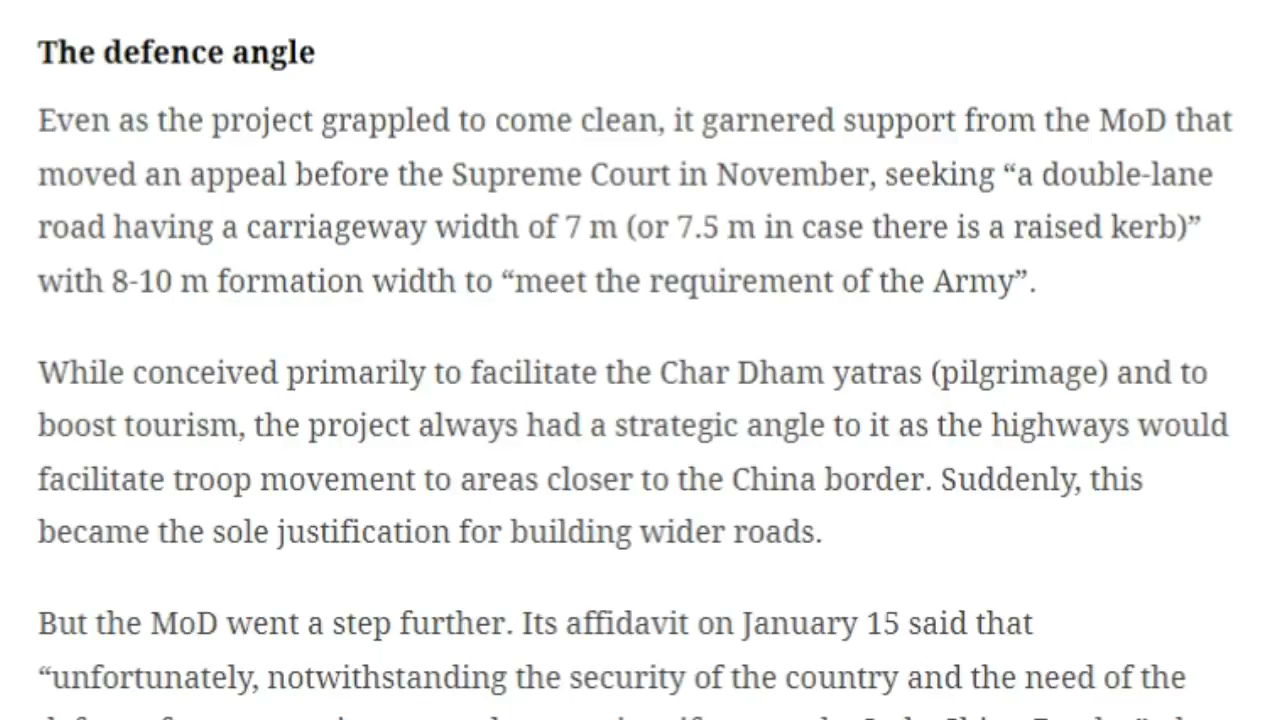 The defence angle
Even as the project grappled to come clean, it garnered support from the MoD that
moved an appeal before the Supreme Court in November, seeking “a double-lane
road having a carriageway width of 7 m (or 7.5 m in case there is a raised kerb)”
with 8-10 m formation width to “meet the requirement of the Army”.
While conceived primarily to facilitate the Char Dham yatras (pilgrimage) and to
boost tourism, the project always had a strategic angle to it as the highways would
facilitate troop movement to areas closer to the China border. Suddenly, this
became the sole justification for building wider roads.
But the MoD went a step further. Its affidavit on January 15 said that
“unfortunately, notwithstanding the security of the country and the need of the